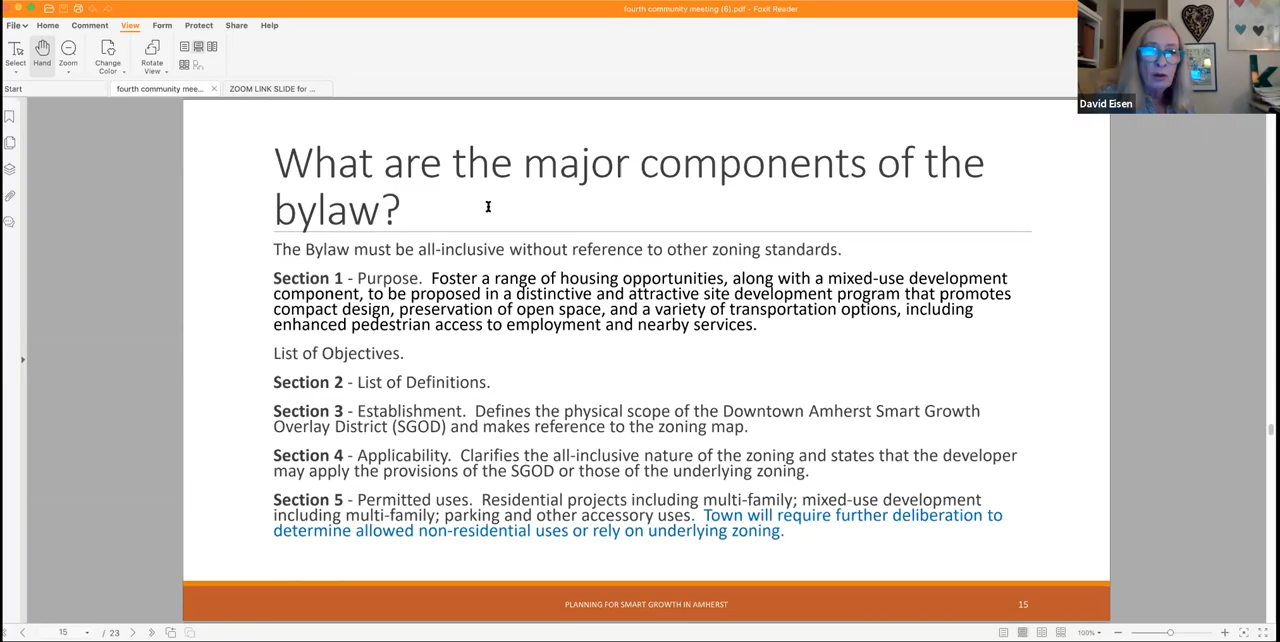 fourth community meeting (6).pdf - Foxit Reader
File Home Comment View Form Protect Share Help
Select Hand Zoom Change Color Rotate View
Start fourth community mee... ZOOM LINK SLIDE for ...
David Eisen
What are the major components of the
bylaw?
The Bylaw must be all-inclusive without reference to other zoning standards.
Section 1 - Purpose. Foster a range of housing opportunities, along with a mixed-use development
component, to be proposed in a distinctive and attractive site development program that promotes
compact design, preservation of open space, and a variety of transportation options, including
enhanced pedestrian access to employment and nearby services.
List of Objectives.
Section 2 - List of Definitions.
Section 3 - Establishment. Defines the physical scope of the Downtown Amherst Smart Growth
Overlay District (SGOD) and makes reference to the zoning map.
Section 4 - Applicability. Clarifies the all-inclusive nature of the zoning and states that the developer
may apply the provisions of the SGOD or those of the underlying zoning.
Section 5 - Permitted uses. Residential projects including multi-family; mixed-use development
including multi-family; parking and other accessory uses. Town will require further deliberation to
determine allowed non-residential uses or rely on underlying zoning.
PLANNING FOR SMART GROWTH IN AMHERST 15
15 / 23 100%